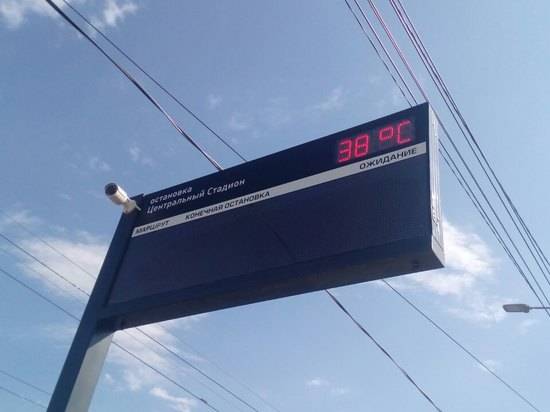 38 °C
остановка
Центральный Стадион
МАРШРУТ КОНЕЧНАЯ ОСТАНОВКА ОЖИДАНИЕ